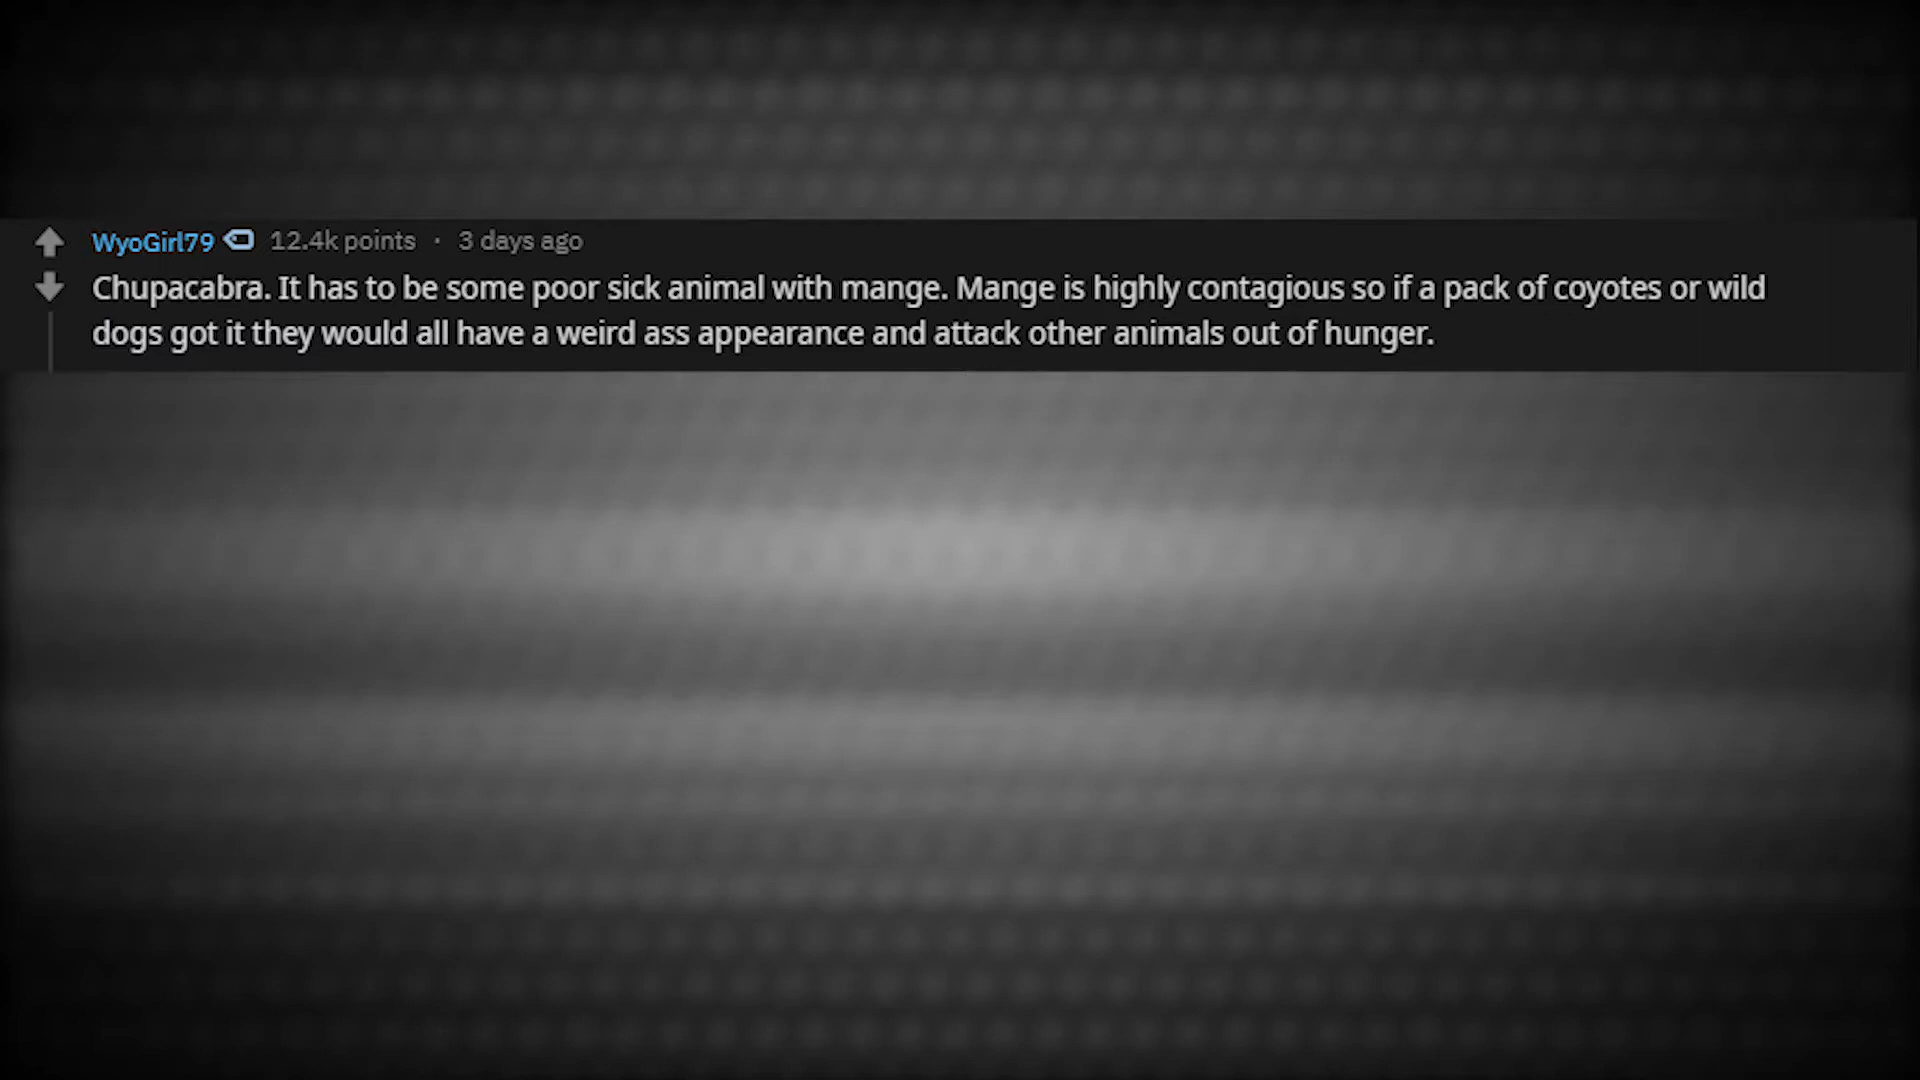 WyoGirl79 12.4k points · 3 days ago
Chupacabra. It has to be some poor sick animal with mange. Mange is highly contagious so if a pack of coyotes or wild
dogs got it they would all have a weird ass appearance and attack other animals out of hunger.